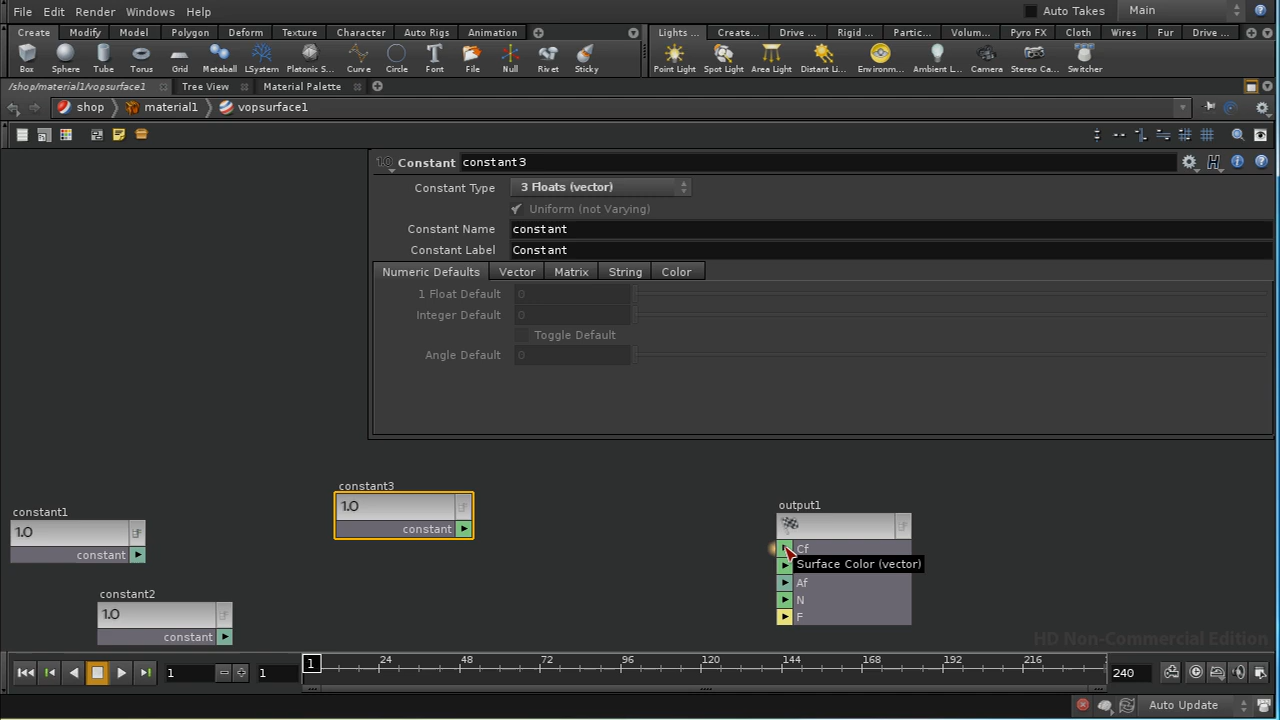 File Edit Render Windows Help Auto Takes Main
Create Modify Model Polygon Deform Texture Character Auto Rigs Animation Lights ... Create... Drive ... Rigid ... Partic... Volum... Pyro FX Cloth Wires Fur Drive ...
Box Sphere Tube Torus Grid Metaball LSystem Platonic S... Curve Circle Font File Null Rivet Sticky Point Light Spot Light Area Light Distant Li... Environm... Ambient L... Camera Stereo Ca... Switcher
/shop/material1/vopsurface1 Tree View Material Palette
shop material1 vopsurface1
1.0 Constant constant3
Constant Type 3 Floats (vector)
Uniform (not Varying)
Constant Name constant
Constant Label Constant
Numeric Defaults Vector Matrix String Color
1 Float Default 0
Integer Default 0
Toggle Default
Angle Default 0
constant3
1.0
constant
constant1
1.0
constant
constant2
1.0
constant
output1
Cf
Surface Color (vector)
Af
N
F
HD Non-Commercial Edition
1 1 1 24 48 72 96 120 144 168 192 216 240
Auto Update